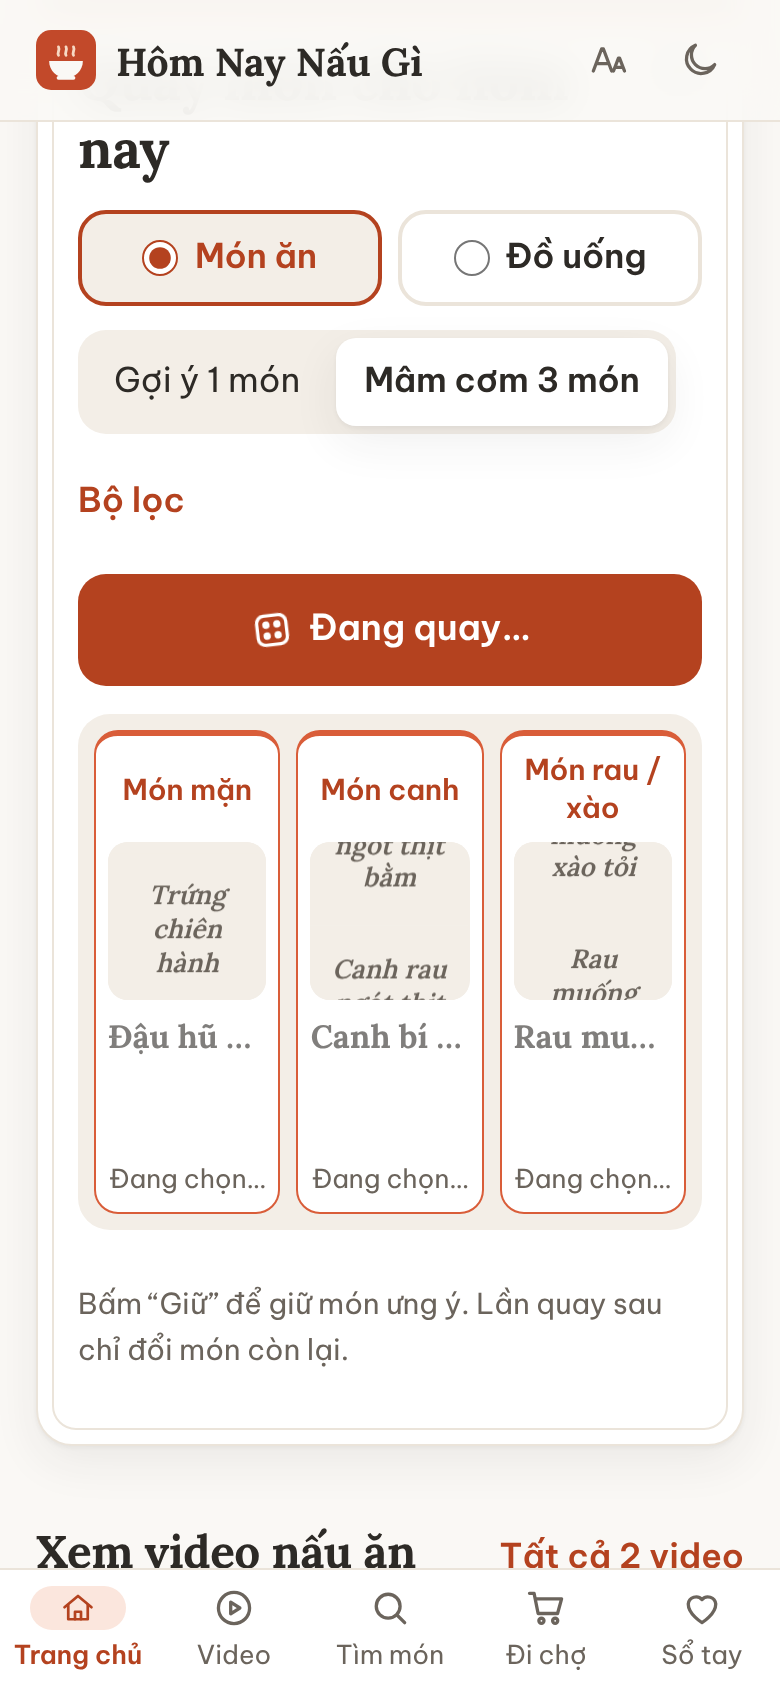 Hôm Nay Nấu Gì
nay
Món ăn
Đồ uống
Gợi ý 1 món
Mâm cơm 3 món
Bộ lọc
Đang quay...
Món mặn
Trứng
chiên
hành
Đậu hũ ...
Đang chọn...
Món canh
ngót thịt
bằm
Canh rau
ngót thịt
Canh bí ...
Đang chọn...
Món rau /
xào
muống
xào tỏi
Rau
muống
Rau mu...
Đang chọn...
Bấm “Giữ” để giữ món ưng ý. Lần quay sau
chỉ đổi món còn lại.
Xem video nấu ăn
Tất cả 2 video
Trang chủ
Video
Tìm món
Đi chợ
Sổ tay